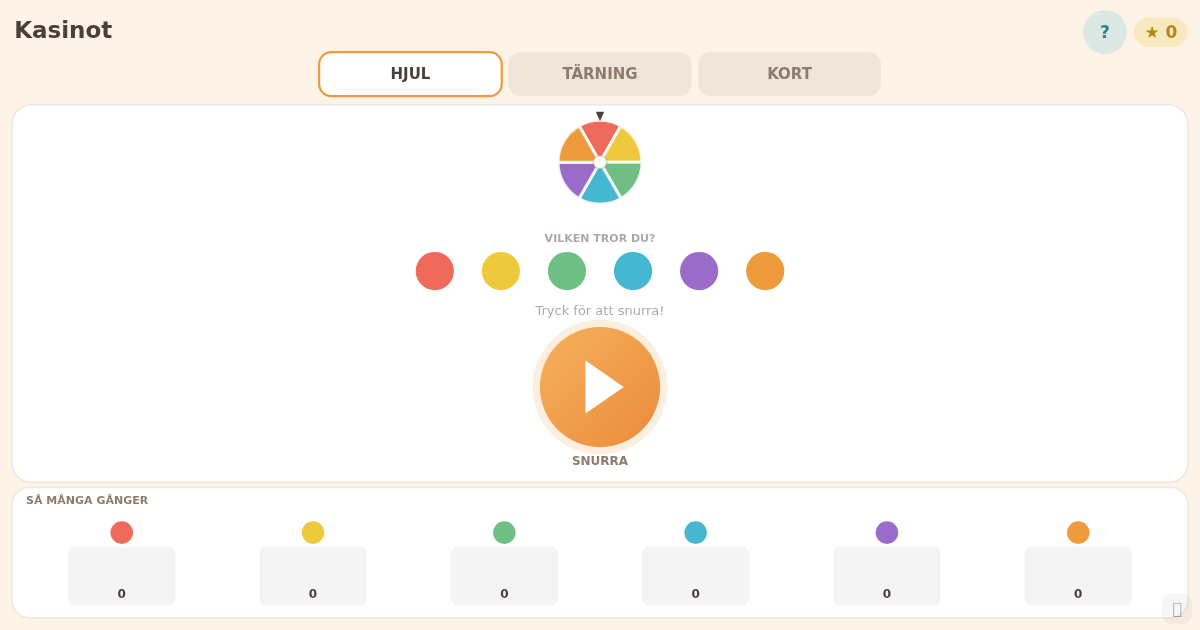 Kasinot
? ★ 0
HJUL TÄRNING KORT
VILKEN TROR DU?
Tryck för att snurra!
SNURRA
SÅ MÅNGA GÅNGER
0 0 0 0 0 0